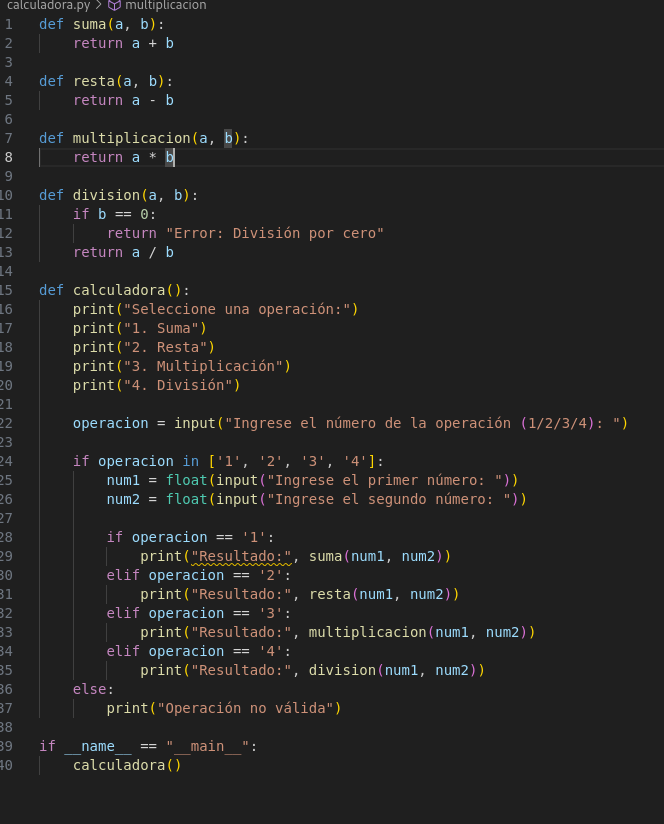 calculadora.py > multiplicacion
1 def suma(a, b):
2     return a + b
3
4 def resta(a, b):
5     return a - b
6
7 def multiplicacion(a, b):
8     return a * b
9
10 def division(a, b):
11     if b == 0:
12         return "Error: División por cero"
13     return a / b
14
15 def calculadora():
16     print("Seleccione una operación:")
17     print("1. Suma")
18     print("2. Resta")
19     print("3. Multiplicación")
20     print("4. División")
21
22     operacion = input("Ingrese el número de la operación (1/2/3/4): ")
23
24     if operacion in ['1', '2', '3', '4']:
25         num1 = float(input("Ingrese el primer número: "))
26         num2 = float(input("Ingrese el segundo número: "))
27
28         if operacion == '1':
29             print("Resultado:", suma(num1, num2))
30         elif operacion == '2':
31             print("Resultado:", resta(num1, num2))
32         elif operacion == '3':
33             print("Resultado:", multiplicacion(num1, num2))
34         elif operacion == '4':
35             print("Resultado:", division(num1, num2))
36     else:
37         print("Operación no válida")
38
39 if __name__ == "__main__":
40     calculadora()